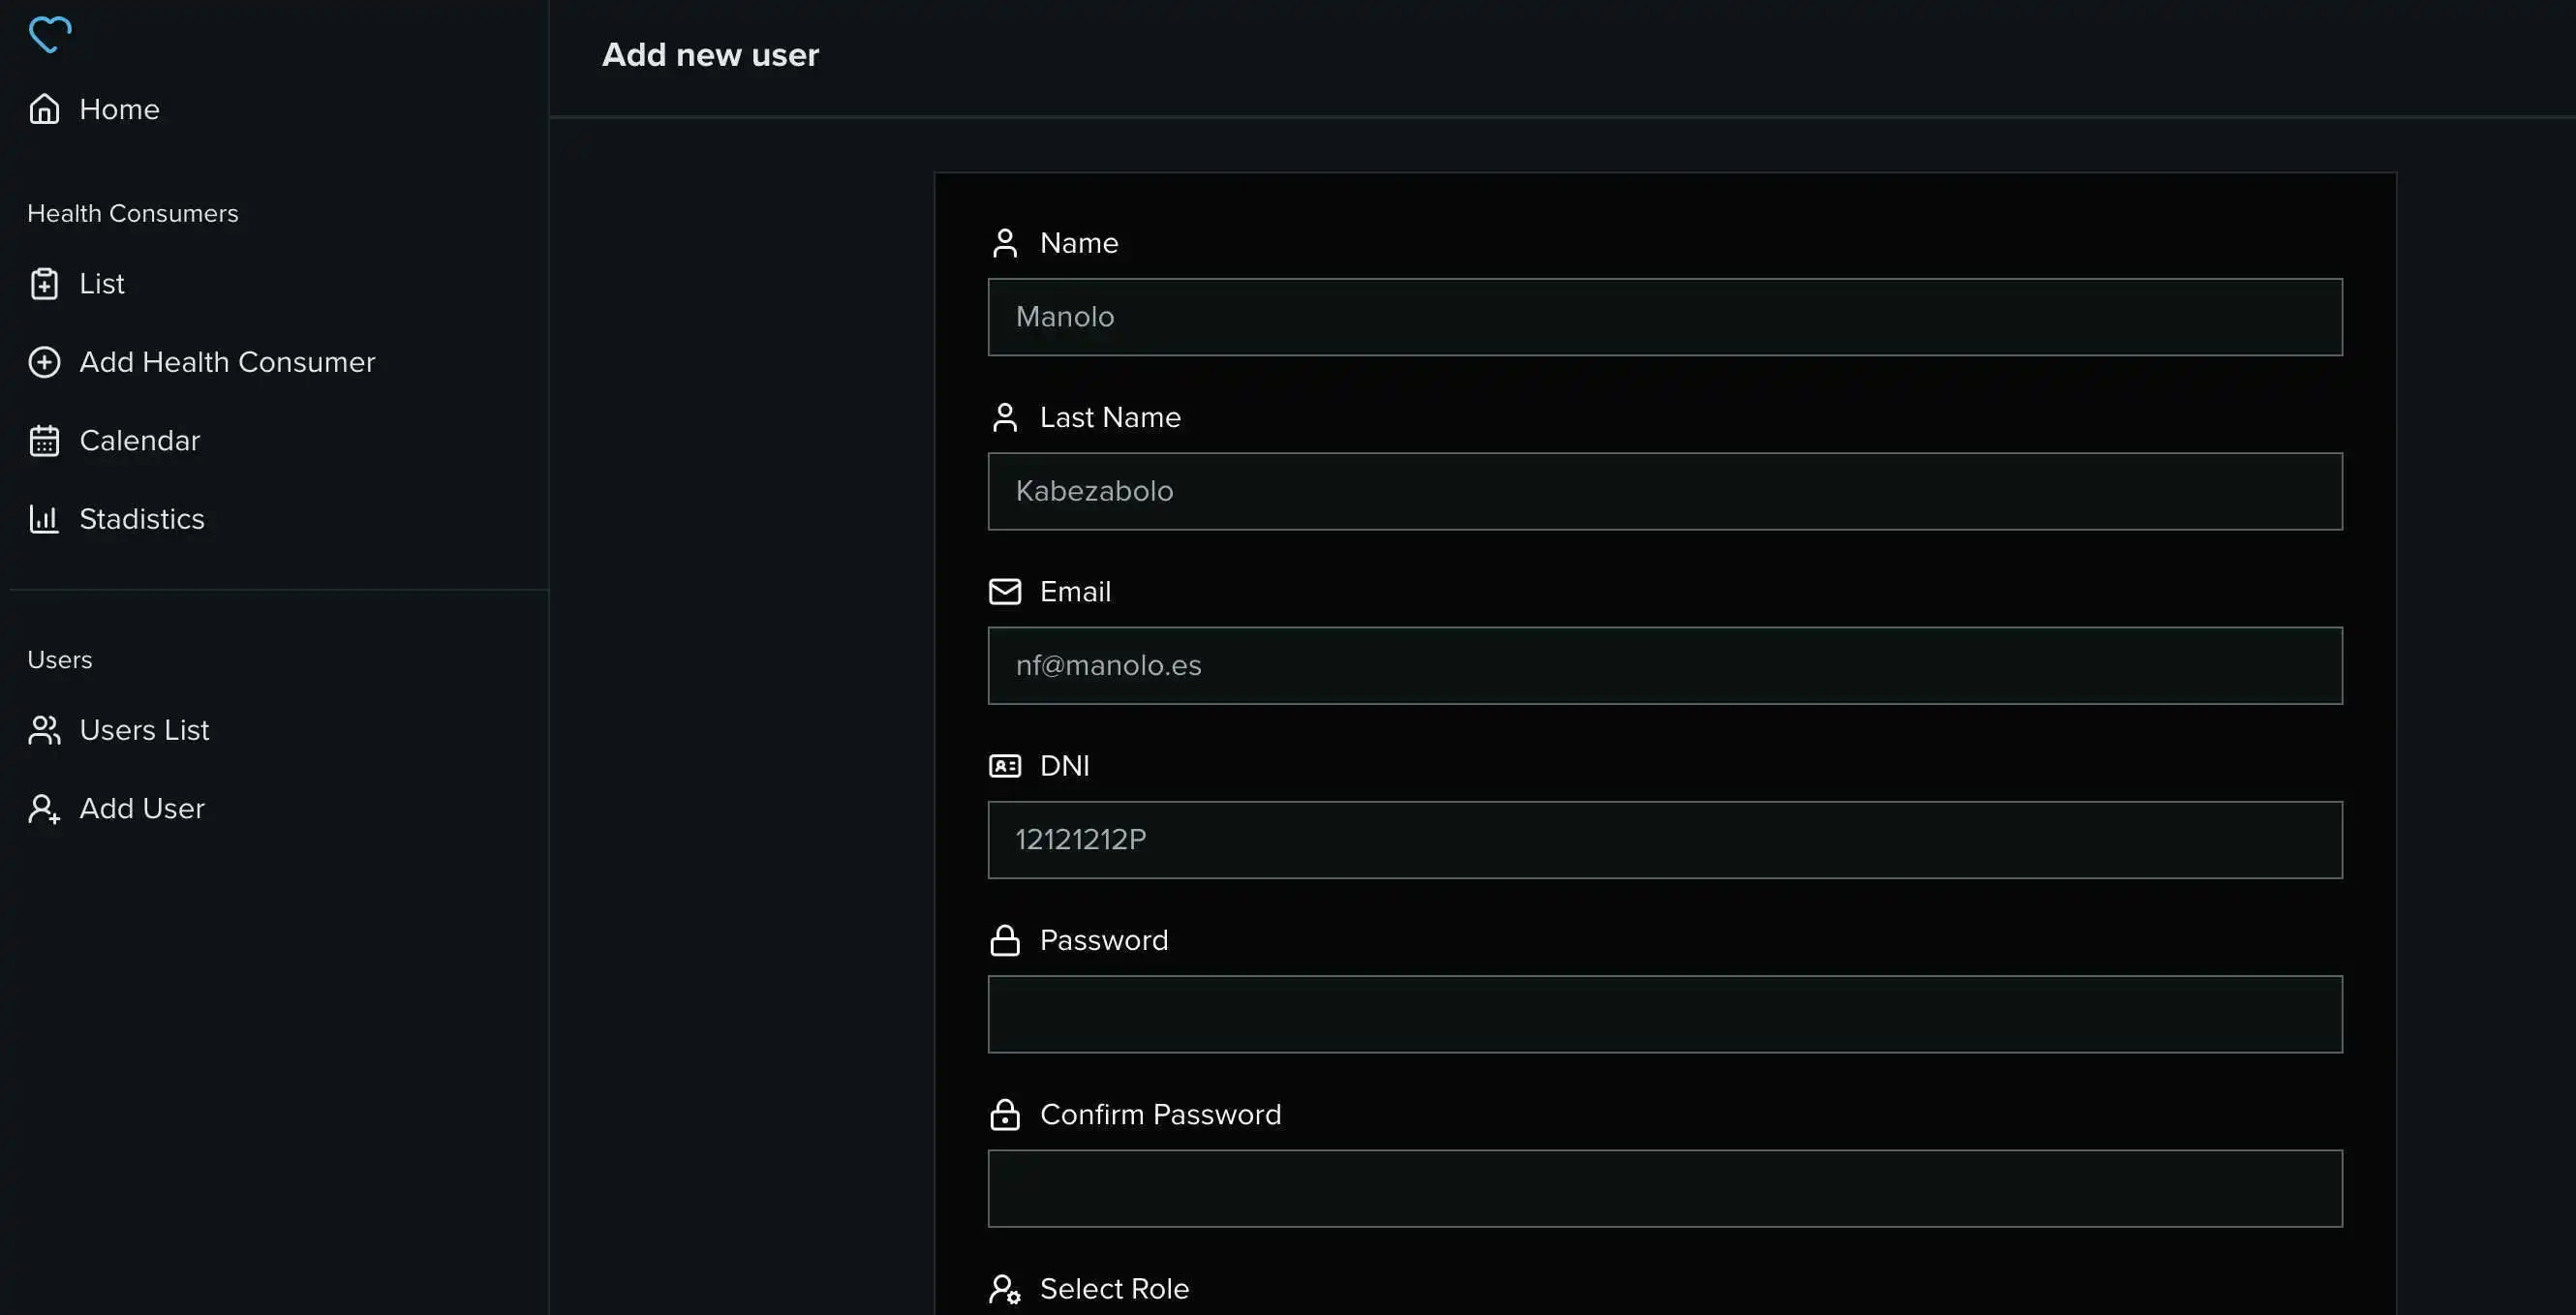 Home
Health Consumers
List
Add Health Consumer
Calendar
Stadistics
Users
Users List
Add User
Add new user
Name
Manolo
Last Name
Kabezabolo
Email
nf@manolo.es
DNI
12121212P
Password
Confirm Password
Select Role